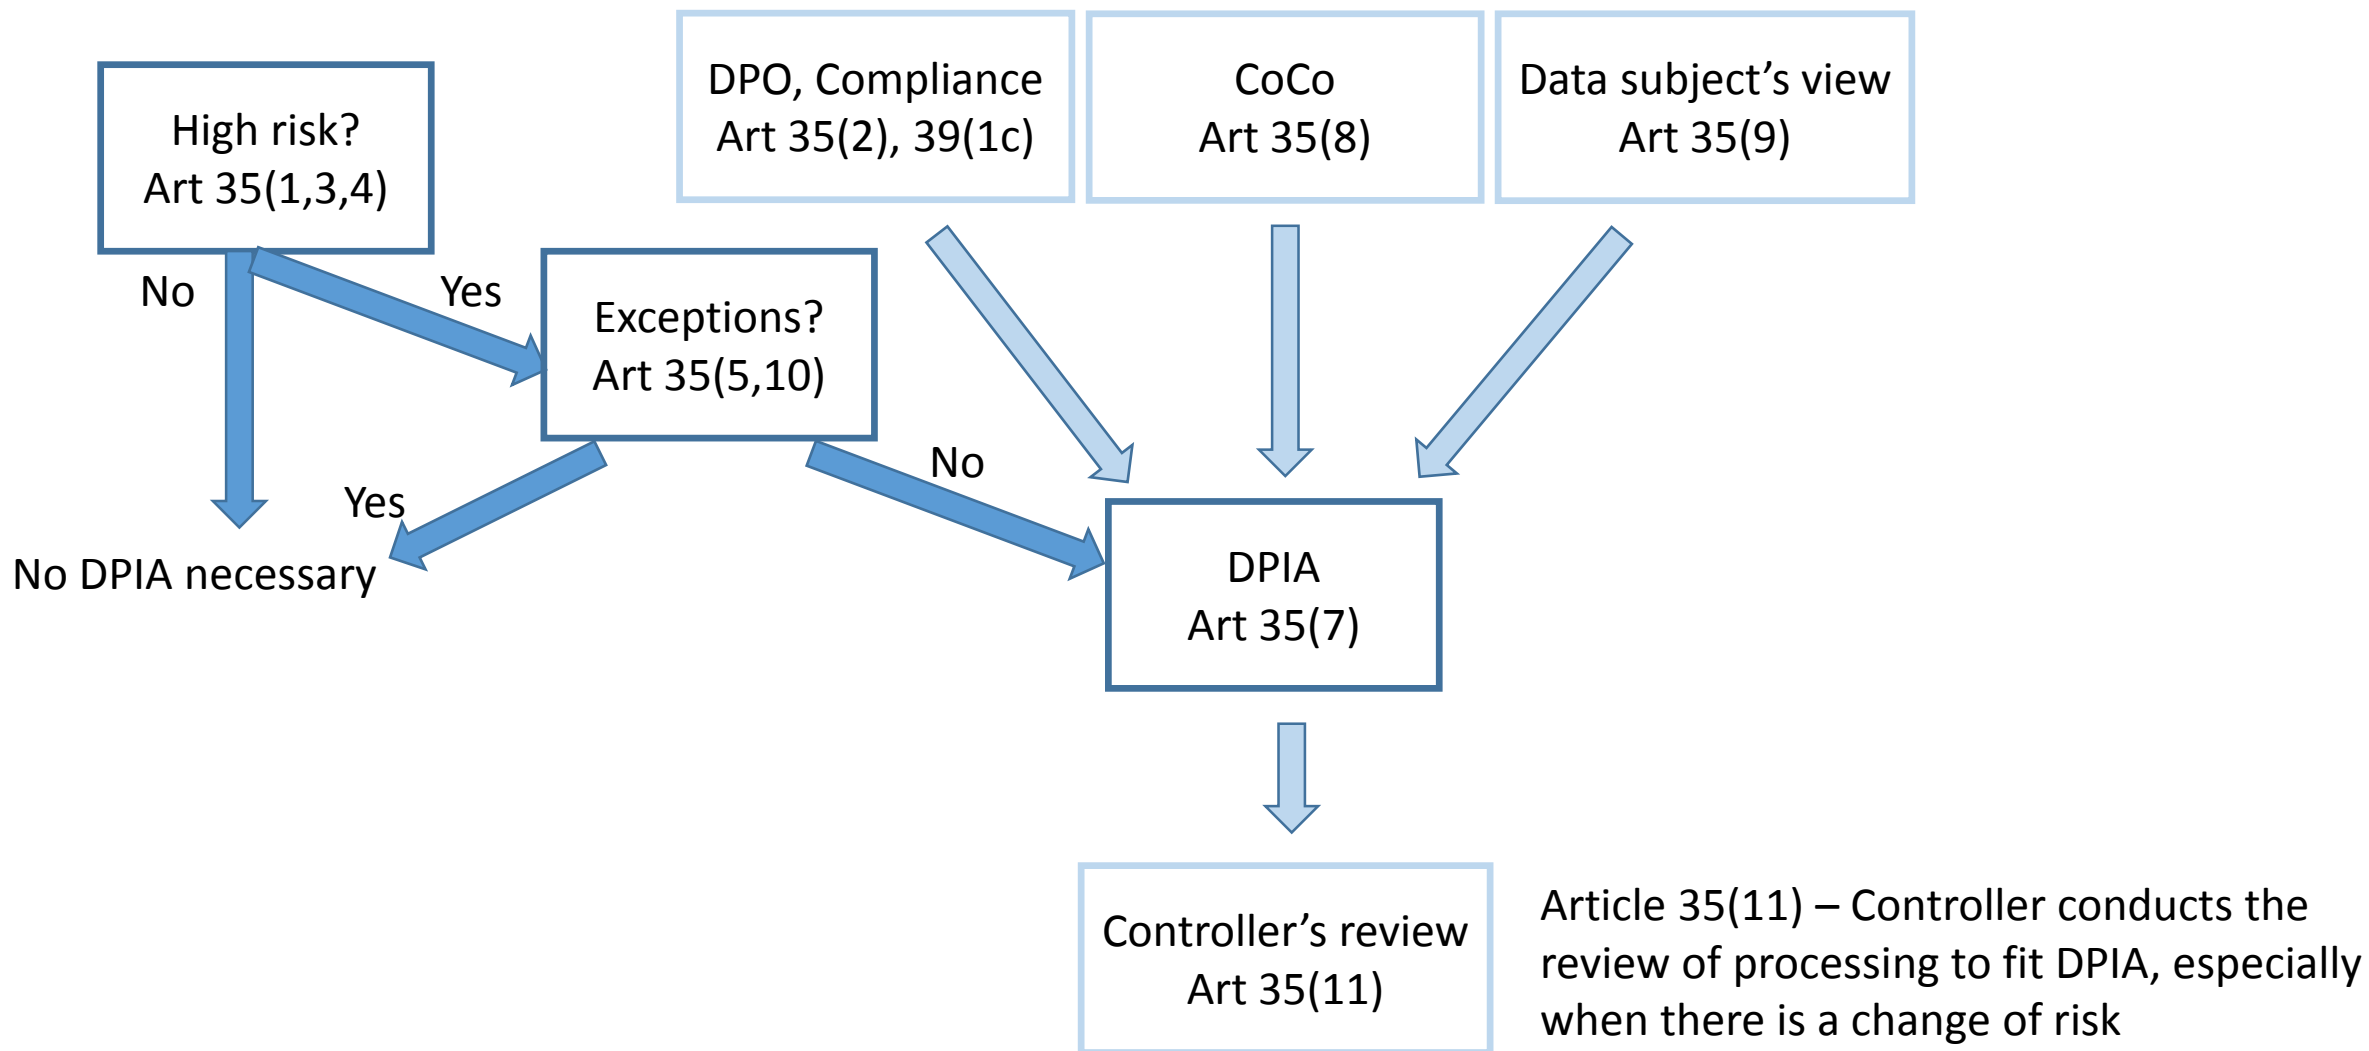 High risk?
Art 35(1,3,4)
DPO, Compliance
Art 35(2), 39(1c)
CoCo
Art 35(8)
Data subject’s view
Art 35(9)
No
Yes
Exceptions?
Art 35(5,10)
Yes
No
No DPIA necessary
DPIA
Art 35(7)
Controller’s review
Art 35(11)
Article 35(11) – Controller conducts the
review of processing to fit DPIA, especially
when there is a change of risk